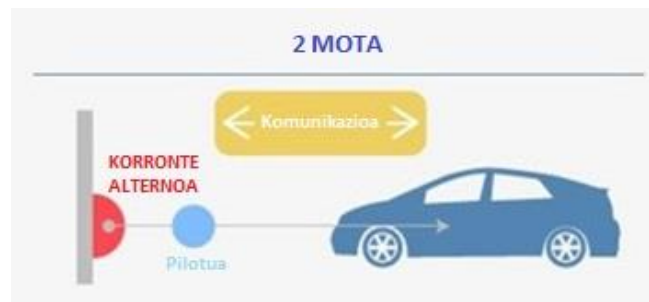 2 MOTA
Komunikazioa
KORRONTE
ALTERNOA
Pilotua